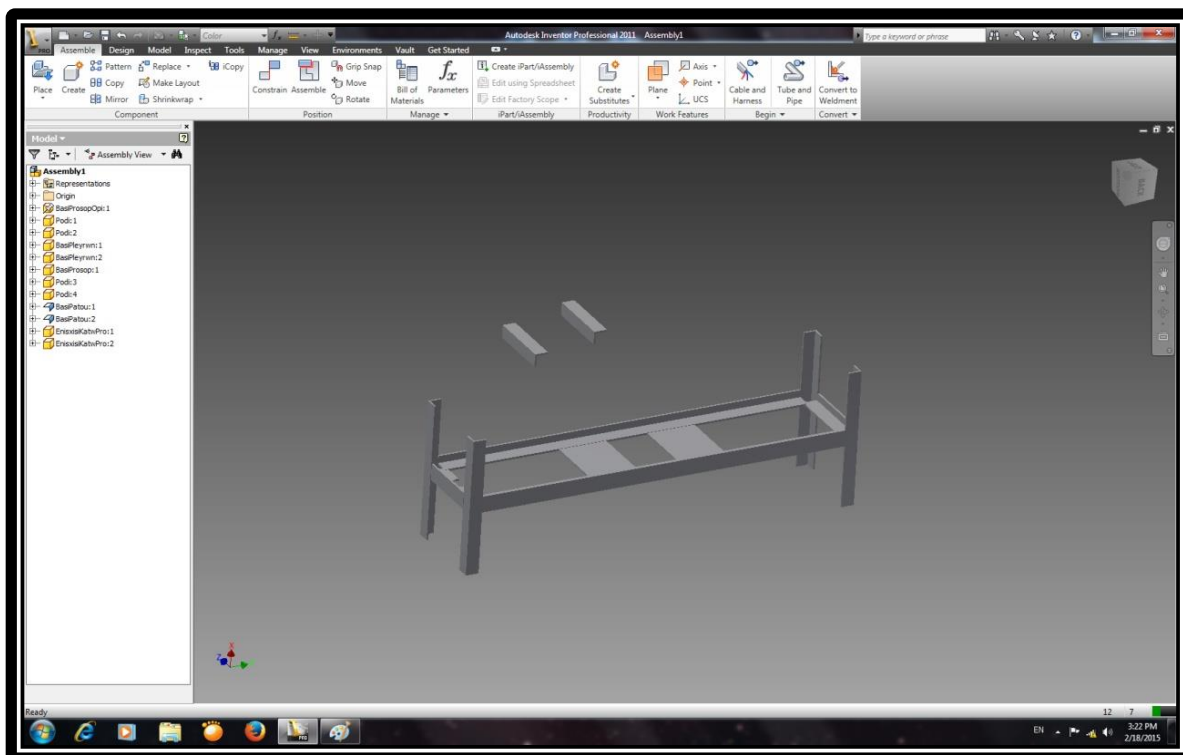 Color
Autodesk Inventor Professional 2011 Assembly1
Type a keyword or phrase
PRO
Assemble Design Model Inspect Tools Manage View Environments Vault Get Started
Place
Create
Pattern
Copy
Mirror
Replace
Make Layout
Shrinkwrap
iCopy
Component
Constrain
Assemble
Grip Snap
Move
Rotate
Position
Bill of
Materials
fx
Parameters
Manage
Create iPart/iAssembly
Edit using Spreadsheet
Edit Factory Scope
iPart/iAssembly
Create
Substitutes
Productivity
Plane
Axis
Point
UCS
Work Features
Cable and
Harness
Tube and
Pipe
Begin
Convert to
Weldment
Convert
Model
Assembly View
Assembly1
Representations
Origin
BasiProsopOpi:1
Podi:1
Podi:2
BasiPleyrwn:1
BasiPleyrwn:2
BasiProsop:1
Podi:3
Podi:4
BasiPatou:1
BasiPatou:2
EnisxisiKatwPro:1
EnisxisiKatwPro:2
BACK
X
Z
Ready
12 7
PRO
EN
3:22 PM
2/18/2015